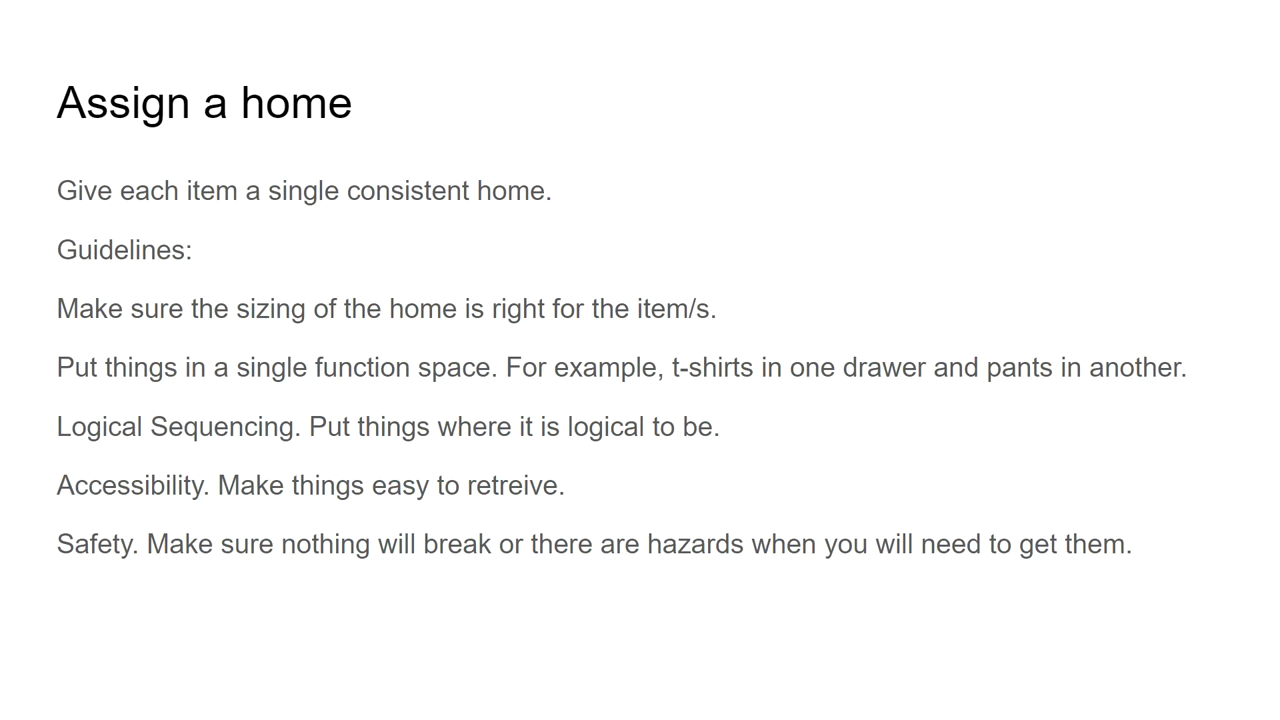 Assign a home
Give each item a single consistent home.
Guidelines:
Make sure the sizing of the home is right for the item/s.
Put things in a single function space. For example, t-shirts in one drawer and pants in another.
Logical Sequencing. Put things where it is logical to be.
Accessibility. Make things easy to retreive.
Safety. Make sure nothing will break or there are hazards when you will need to get them.